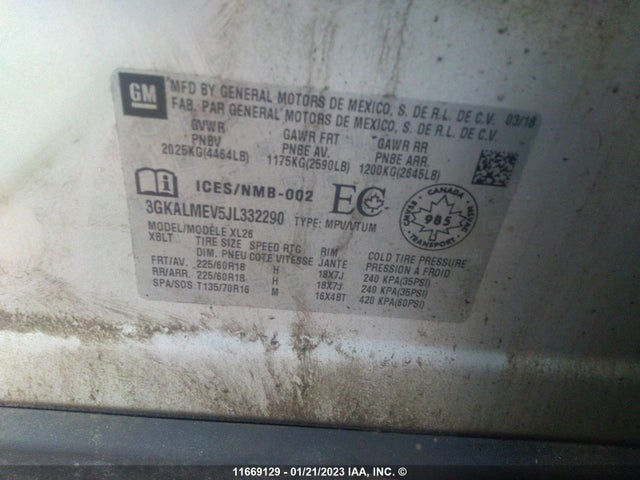 GM
MFD BY GENERAL MOTORS DE MEXICO, S. DE R.L. DE C.V. 03/18
FAB. PAR GENERAL MOTORS DE MEXICO, S. DE R.L. DE C.V.
GVWR GAWR FRT GAWR RR
PNBV PNBE AV. PNBE ARR.
2025KG(4464LB) 1175KG(2590LB) 1200KG(2645LB)
ICES/NMB-002 EC
CANADA 985 TRANSPORT
3GKALMEV5JL332290 TYPE: MPV/VTUM
MODEL/MODÈLE XL26
XBLT TIRE SIZE SPEED RTG RIM COLD TIRE PRESSURE
DIM. PNEU COTE VITESSE JANTE PRESSION À FROID
FRT/AV. 225/60R18 H 18X7J 240 KPA(35PSI)
RR/ARR. 225/60R18 H 18X7J 240 KPA(35PSI)
SPA/SOS T135/70R16 M 16X4BT 420 KPA(60PSI)
11669129 - 01/21/2023 IAA, INC. ©